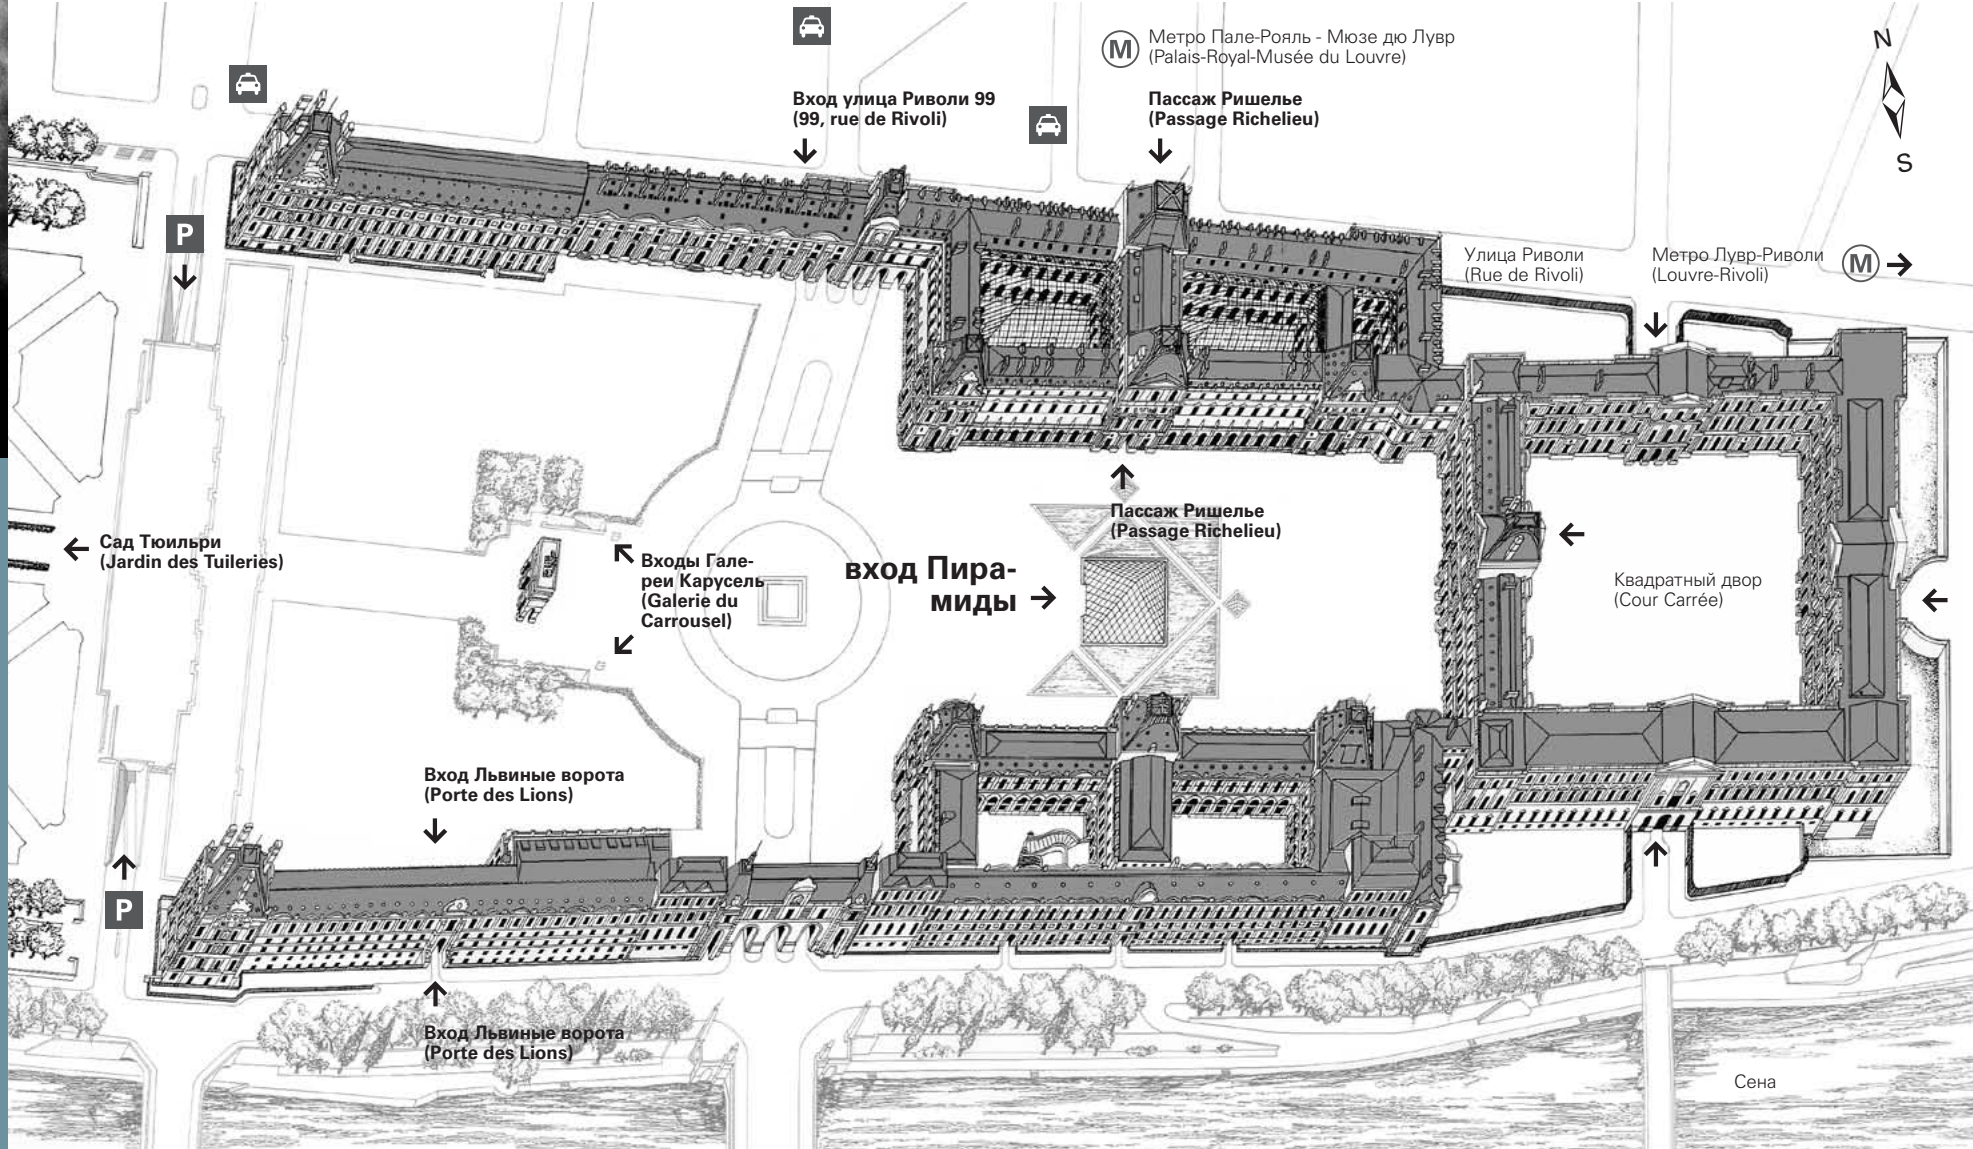 M
Метро Пале-Рояль - Мюзе дю Лувр
(Palais-Royal-Musée du Louvre)
N
S
Вход улица Риволи 99
(99, rue de Rivoli)
Пассаж Ришелье
(Passage Richelieu)
P
Улица Риволи
(Rue de Rivoli)
Метро Лувр-Риволи
(Louvre-Rivoli)
M
Сад Тюильри
(Jardin des Tuileries)
Входы Гале-
реи Карусель
(Galerie du
Carrousel)
Пассаж Ришелье
(Passage Richelieu)
вход Пира-
миды
Квадратный двор
(Cour Carrée)
Вход Львиные ворота
(Porte des Lions)
P
Вход Львиные ворота
(Porte des Lions)
Сена